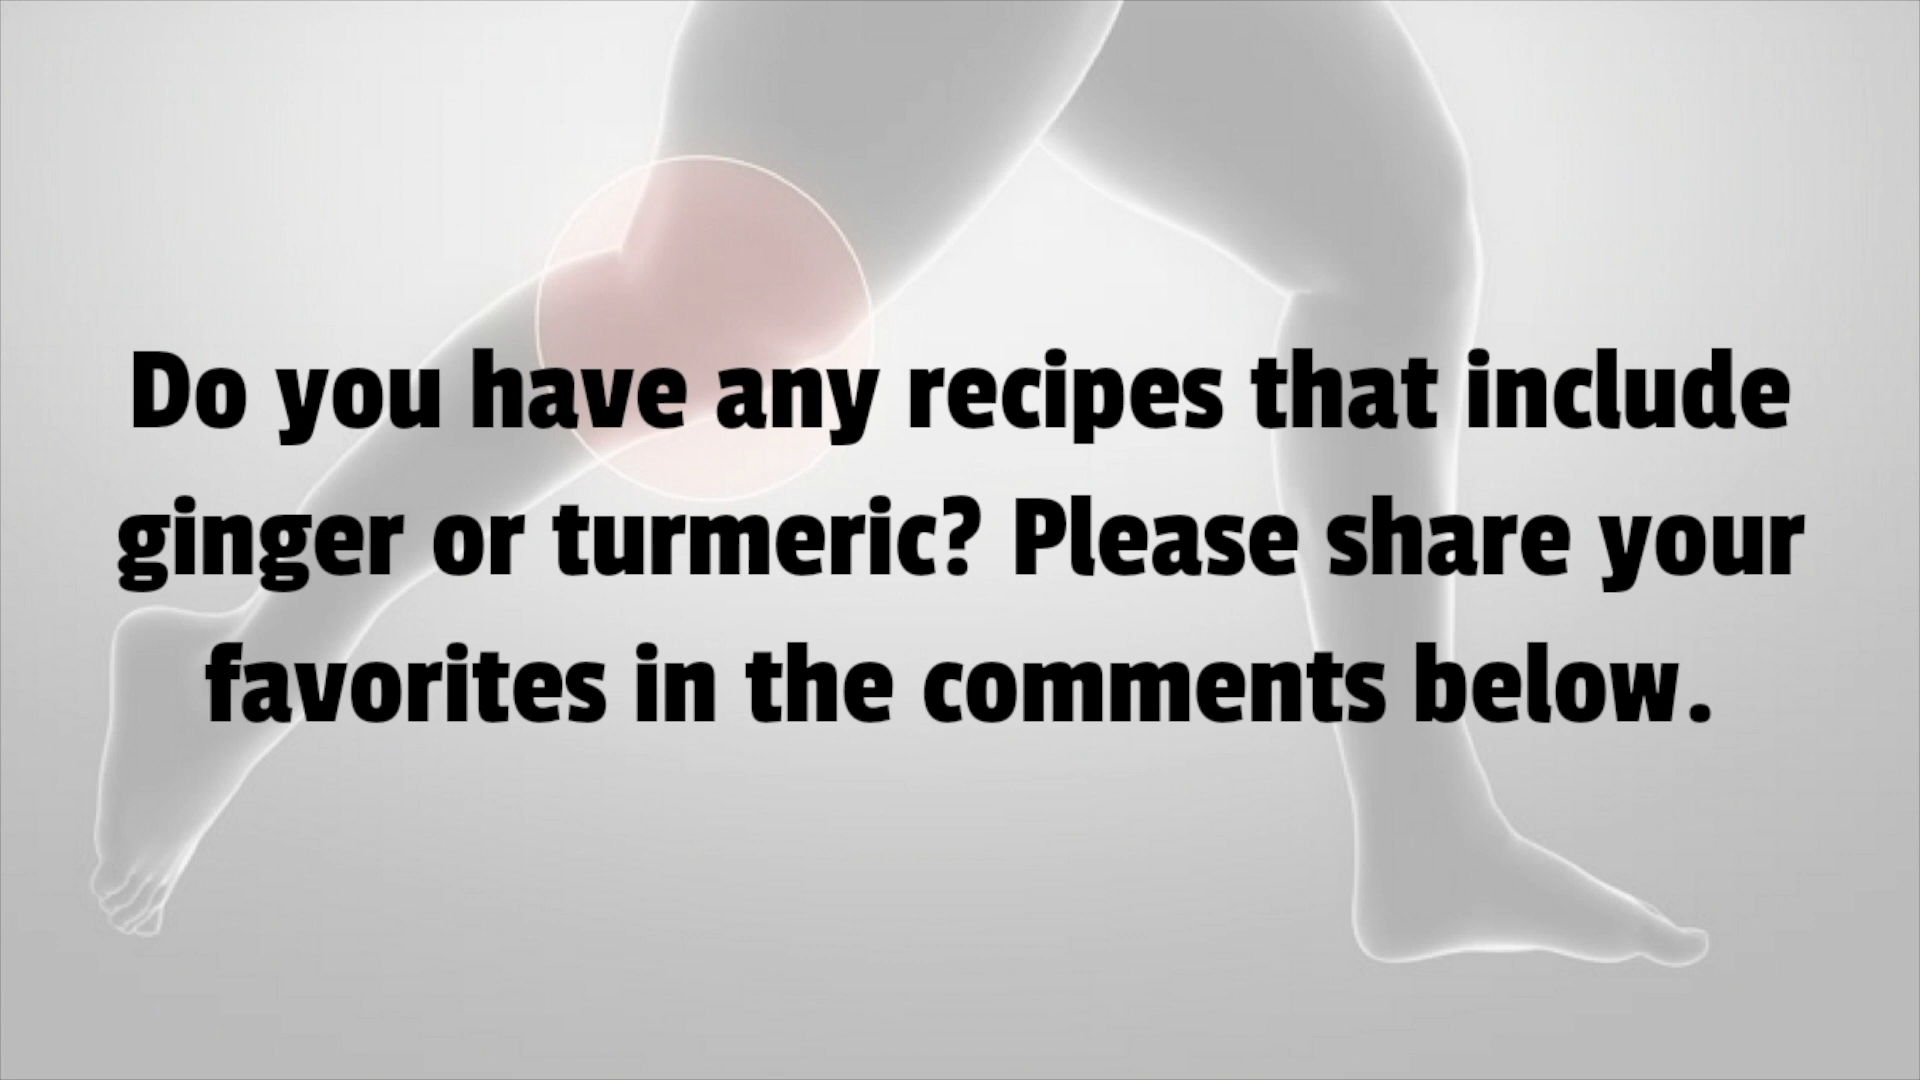 Do you have any recipes that include
ginger or turmeric? Please share your
favorites in the comments below.